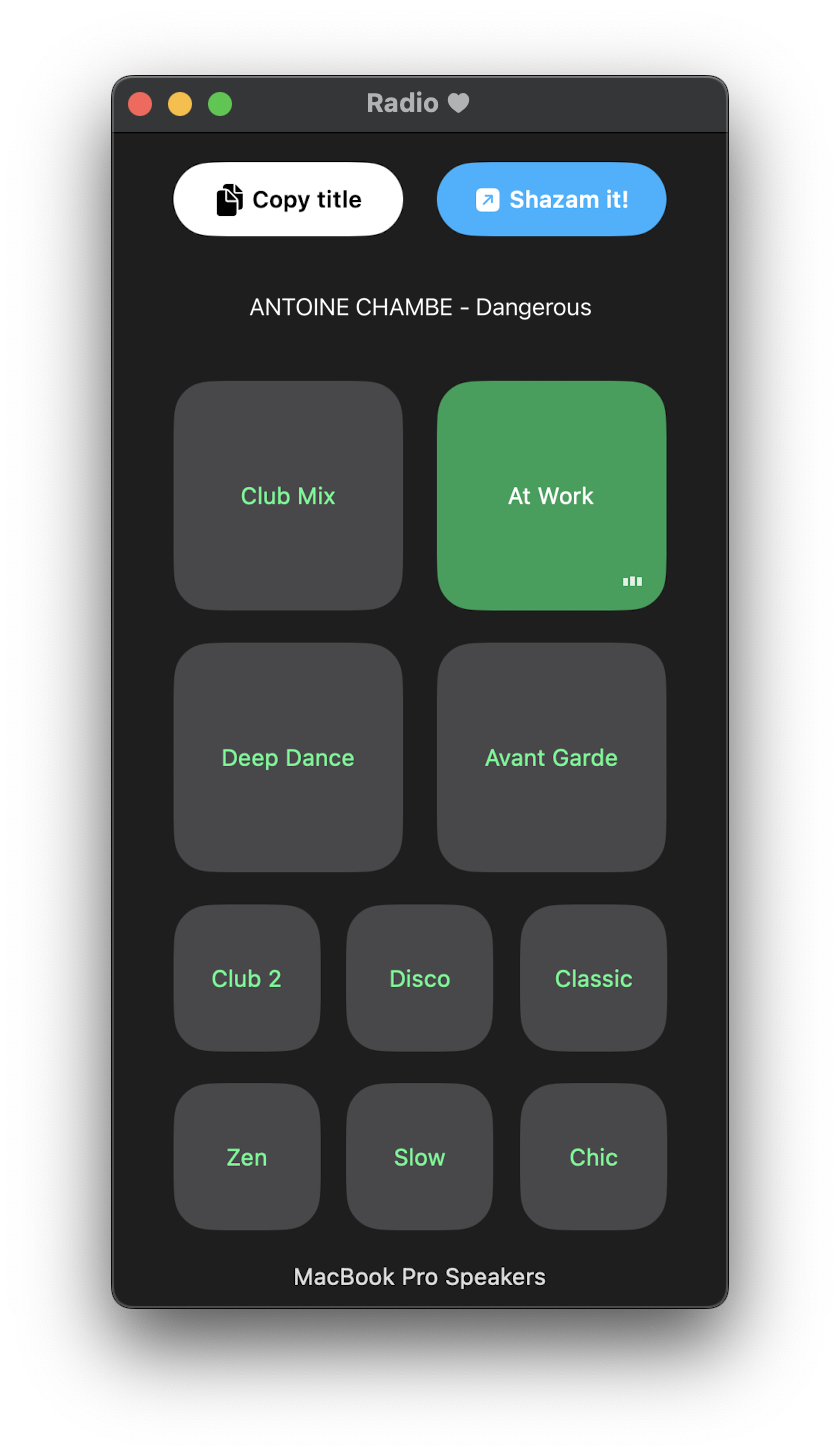 Radio 🩶
Copy title
Shazam it!
ANTOINE CHAMBE - Dangerous
Club Mix
At Work
Deep Dance
Avant Garde
Club 2
Disco
Classic
Zen
Slow
Chic
MacBook Pro Speakers